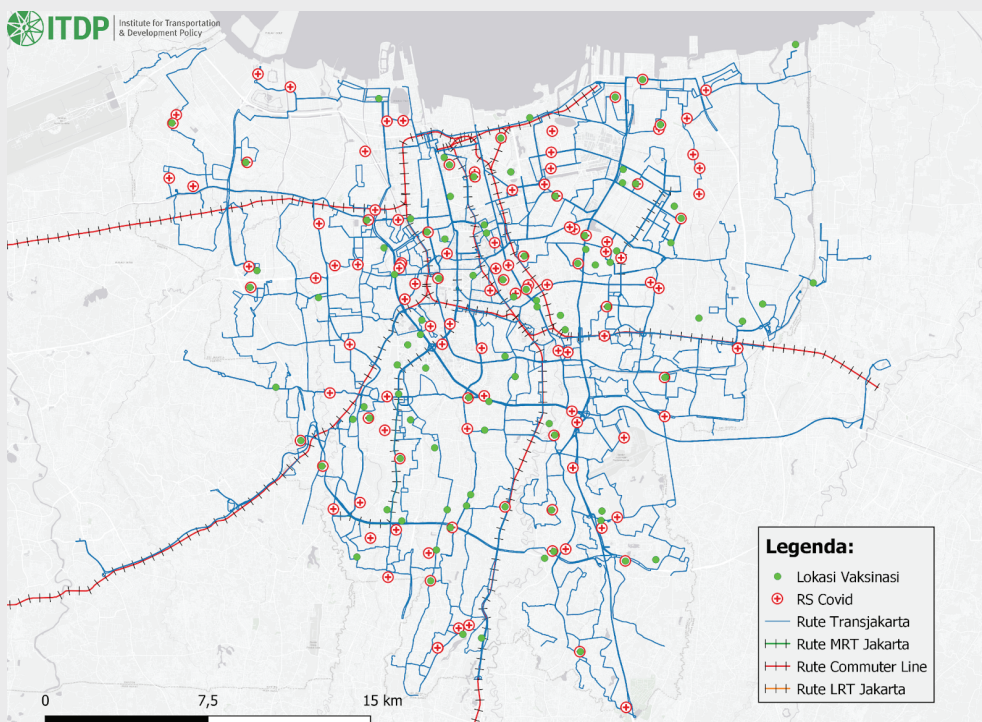 ITDP
Institute for Transportation
& Development Policy
Legenda:
Lokasi Vaksinasi
RS Covid
Rute Transjakarta
Rute MRT Jakarta
Rute Commuter Line
Rute LRT Jakarta
0
7,5
15 km